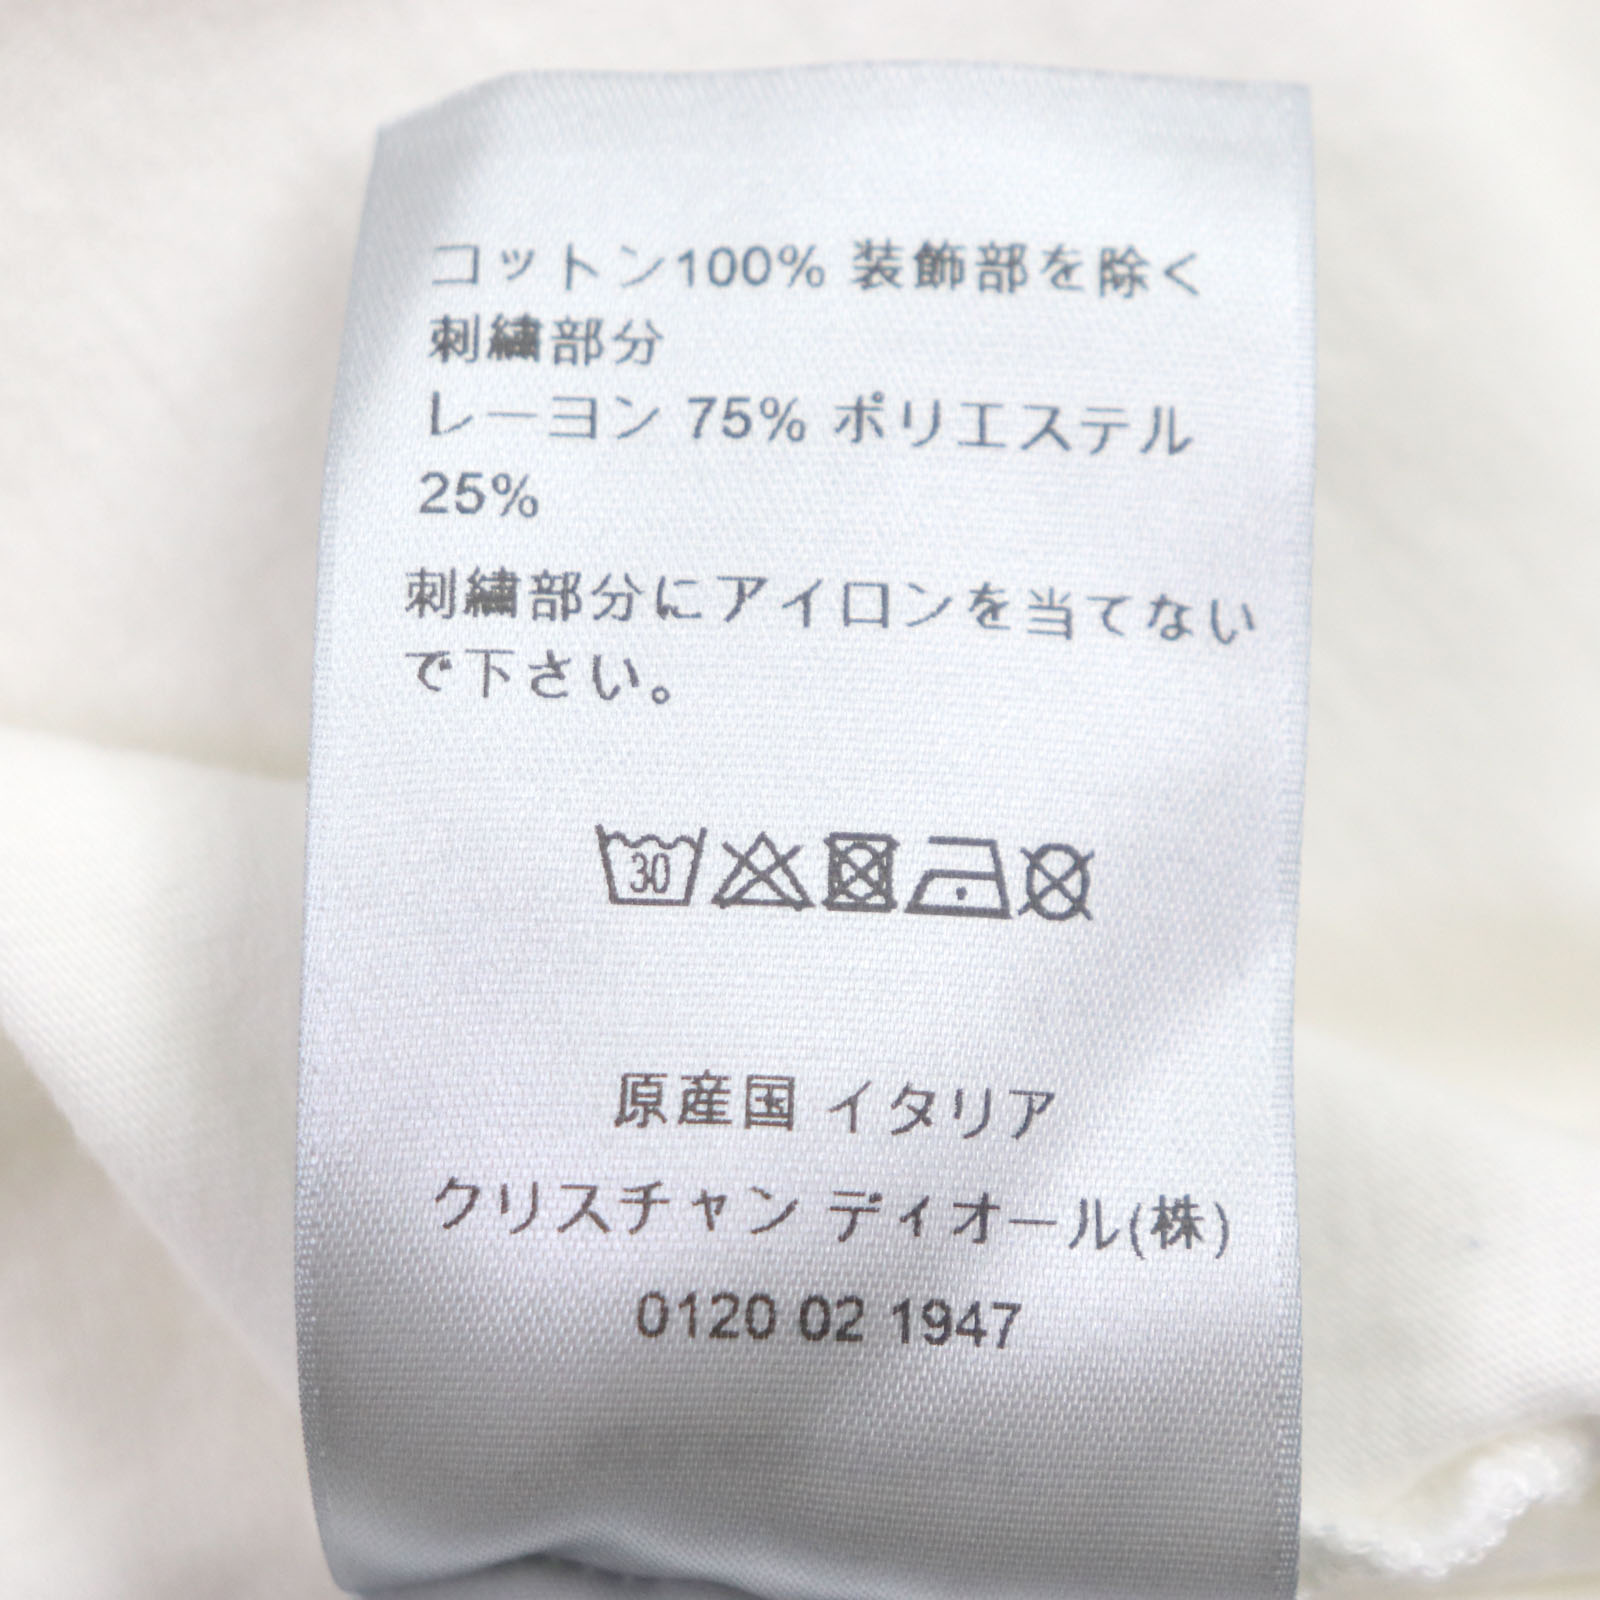 コットン100% 装飾部を除く
刺繍部分
レーヨン 75% ポリエステル
25%
刺繍部分にアイロンを当てない
で下さい。
30
原産国 イタリア
クリスチャン ディオール(株)
0120 02 1947